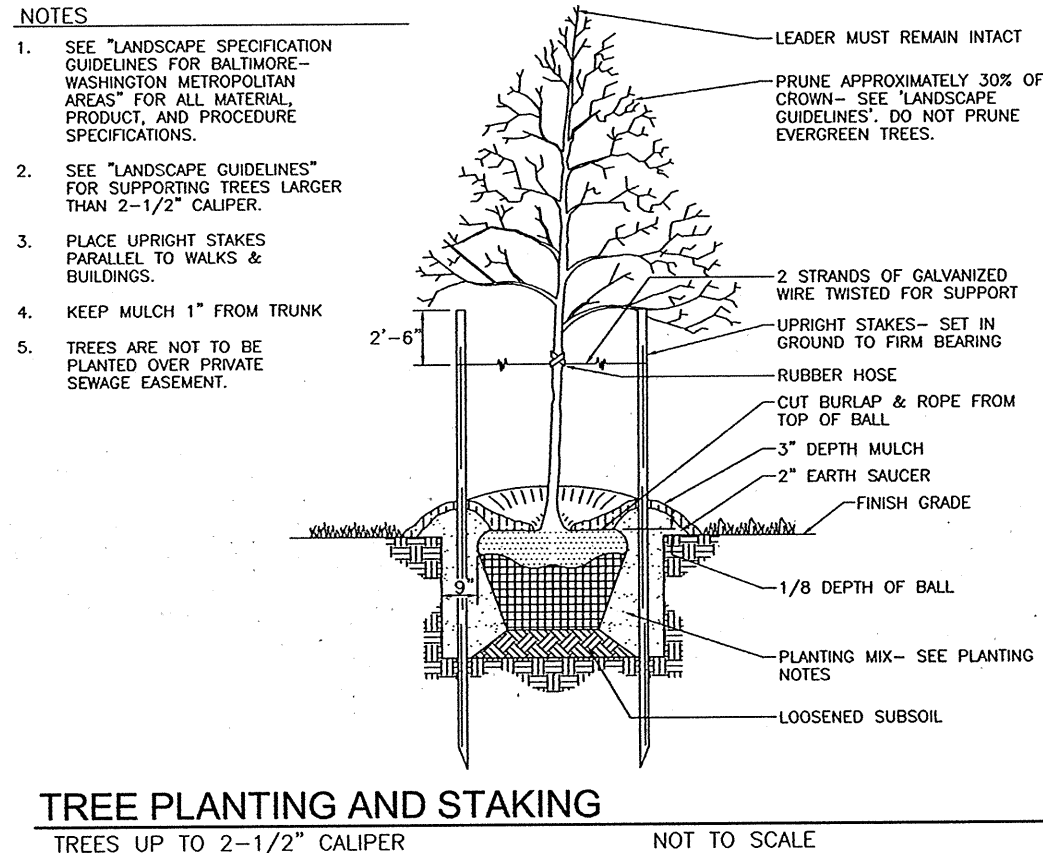 NOTES
1. SEE "LANDSCAPE SPECIFICATION
GUIDELINES FOR BALTIMORE-
WASHINGTON METROPOLITAN
AREAS" FOR ALL MATERIAL,
PRODUCT, AND PROCEDURE
SPECIFICATIONS.
2. SEE "LANDSCAPE GUIDELINES"
FOR SUPPORTING TREES LARGER
THAN 2-1/2" CALIPER.
3. PLACE UPRIGHT STAKES
PARALLEL TO WALKS &
BUILDINGS.
4. KEEP MULCH 1" FROM TRUNK
5. TREES ARE NOT TO BE
PLANTED OVER PRIVATE
SEWAGE EASEMENT.
LEADER MUST REMAIN INTACT
PRUNE APPROXIMATELY 30% OF
CROWN- SEE 'LANDSCAPE
GUIDELINES'. DO NOT PRUNE
EVERGREEN TREES.
2 STRANDS OF GALVANIZED
WIRE TWISTED FOR SUPPORT
UPRIGHT STAKES- SET IN
GROUND TO FIRM BEARING
RUBBER HOSE
CUT BURLAP & ROPE FROM
TOP OF BALL
3" DEPTH MULCH
2" EARTH SAUCER
FINISH GRADE
1/8 DEPTH OF BALL
PLANTING MIX- SEE PLANTING
NOTES
LOOSENED SUBSOIL
2'-6"
9"
TREE PLANTING AND STAKING
TREES UP TO 2-1/2" CALIPER NOT TO SCALE